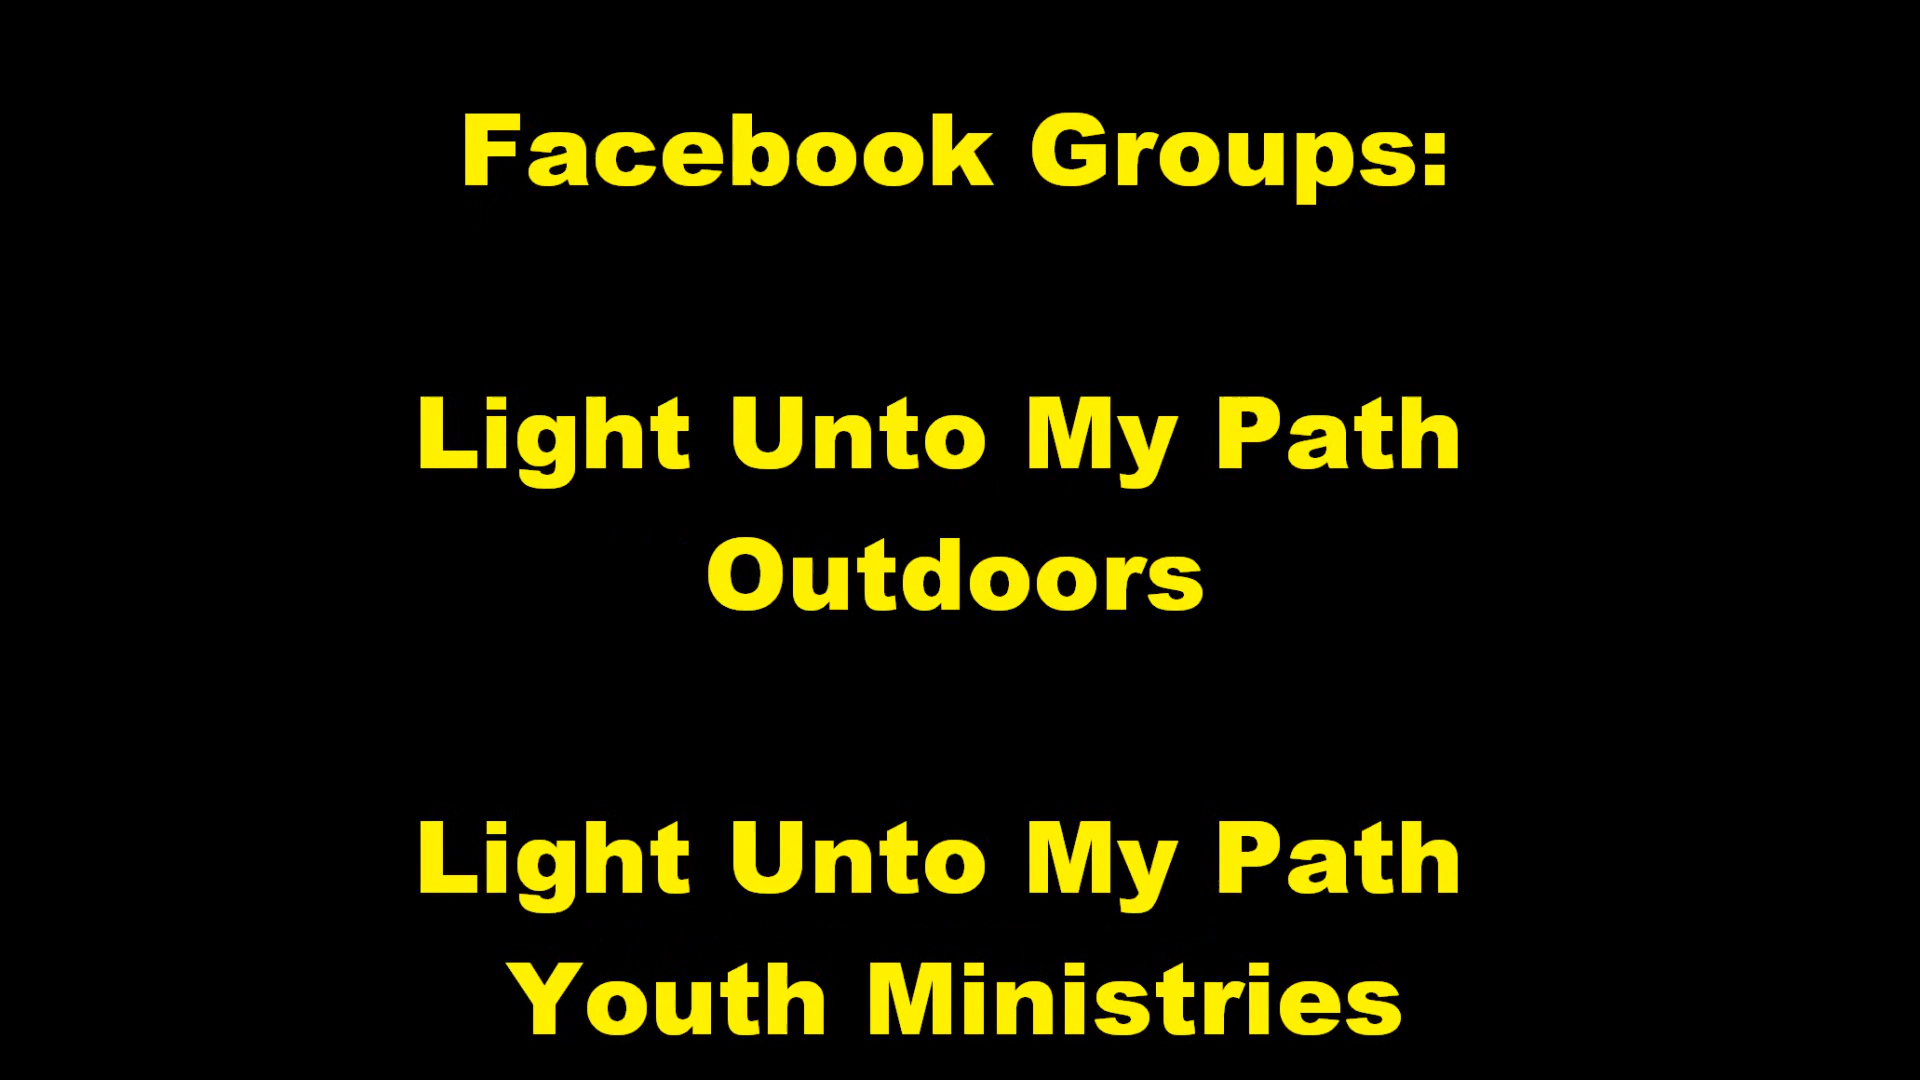 Facebook Groups:
Light Unto My Path
Outdoors
Light Unto My Path
Youth Ministries